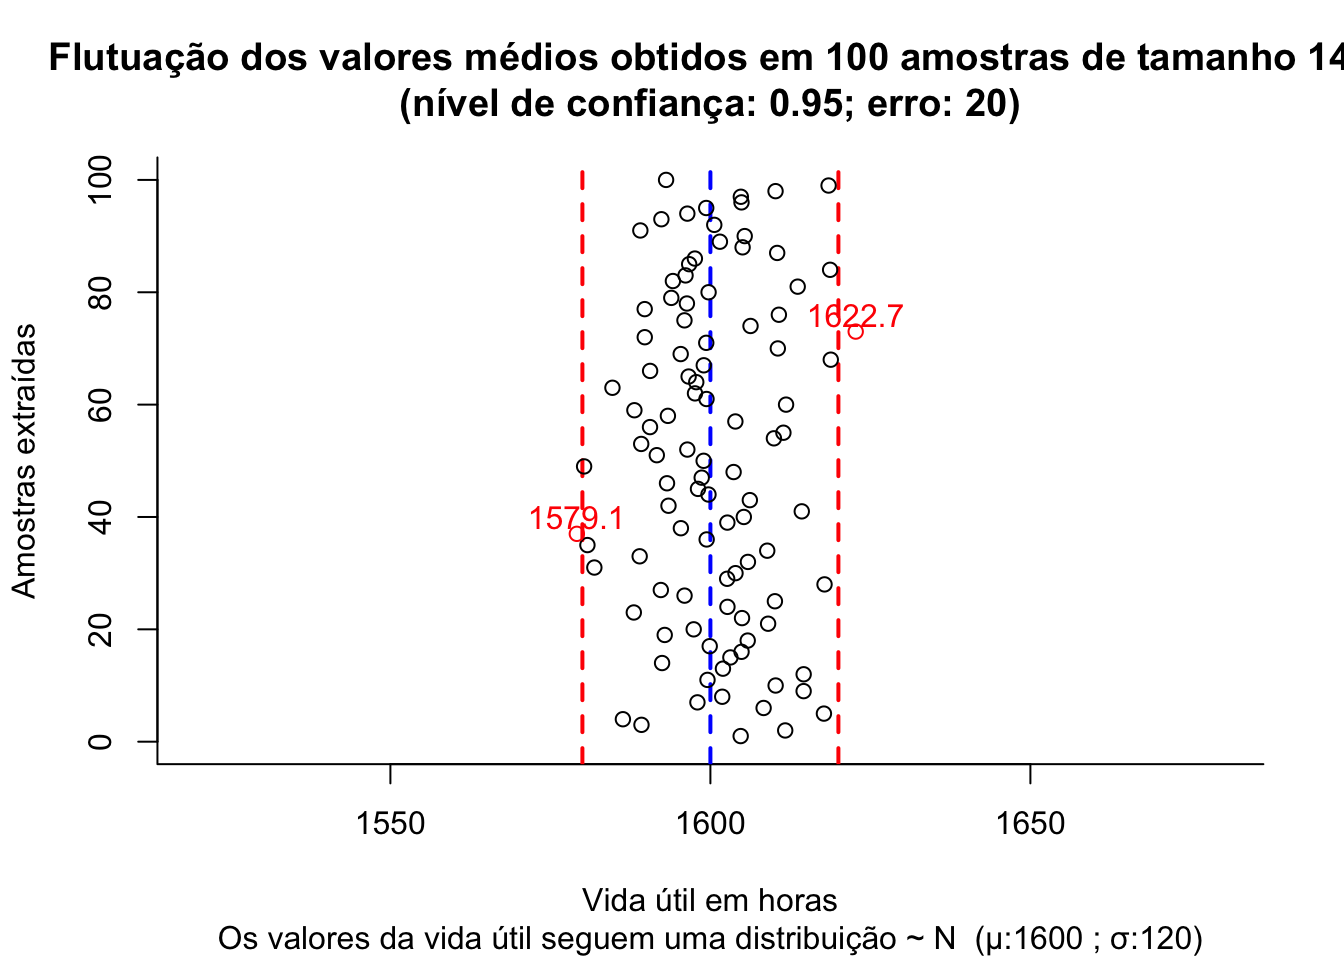 Flutuação dos valores médios obtidos em 100 amostras de tamanho 14
(nível de confiança: 0.95; erro: 20)
Amostras extraídas
100
80
60
40
20
0
1622.7
1579.1
1550
1600
1650
Vida útil em horas
Os valores da vida útil seguem uma distribuição ~ N (μ:1600 ; σ:120)